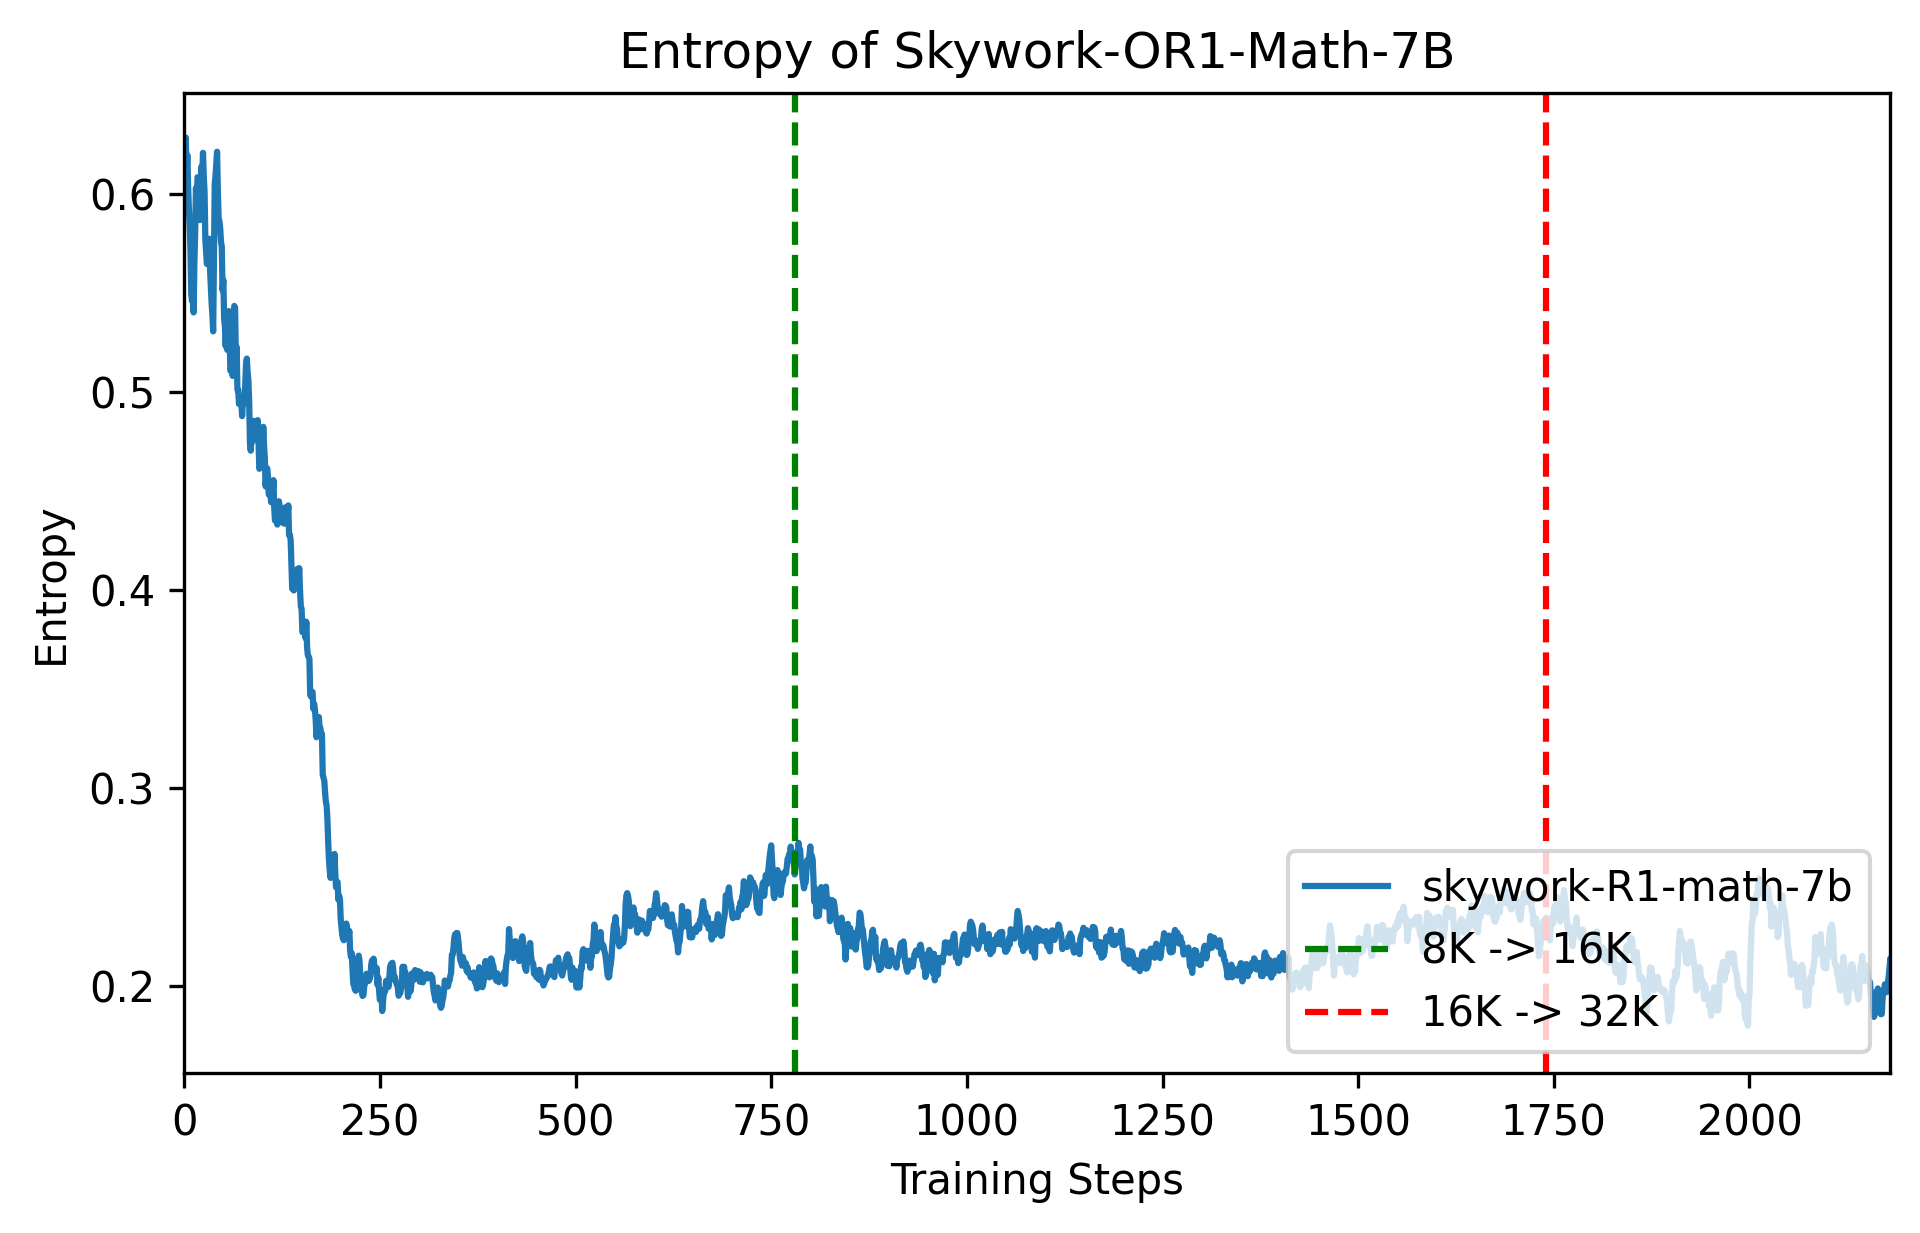 Entropy of Skywork-OR1-Math-7B
Entropy
0.6
0.5
0.4
0.3
0.2
skywork-R1-math-7b
8K -> 16K
16K -> 32K
0 250 500 750 1000 1250 1500 1750 2000
Training Steps